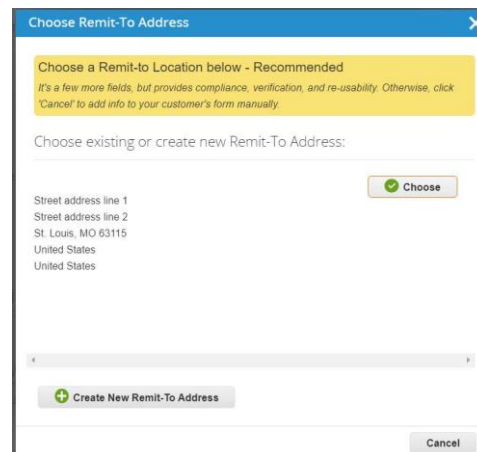 Choose Remit-To Address
Choose a Remit-to Location below - Recommended
It's a few more fields, but provides compliance, verification, and re-usability. Otherwise, click
'Cancel' to add info to your customer's form manually.
Choose existing or create new Remit-To Address:
Choose
Street address line 1
Street address line 2
St. Louis, MO 63115
United States
United States
Create New Remit-To Address
Cancel